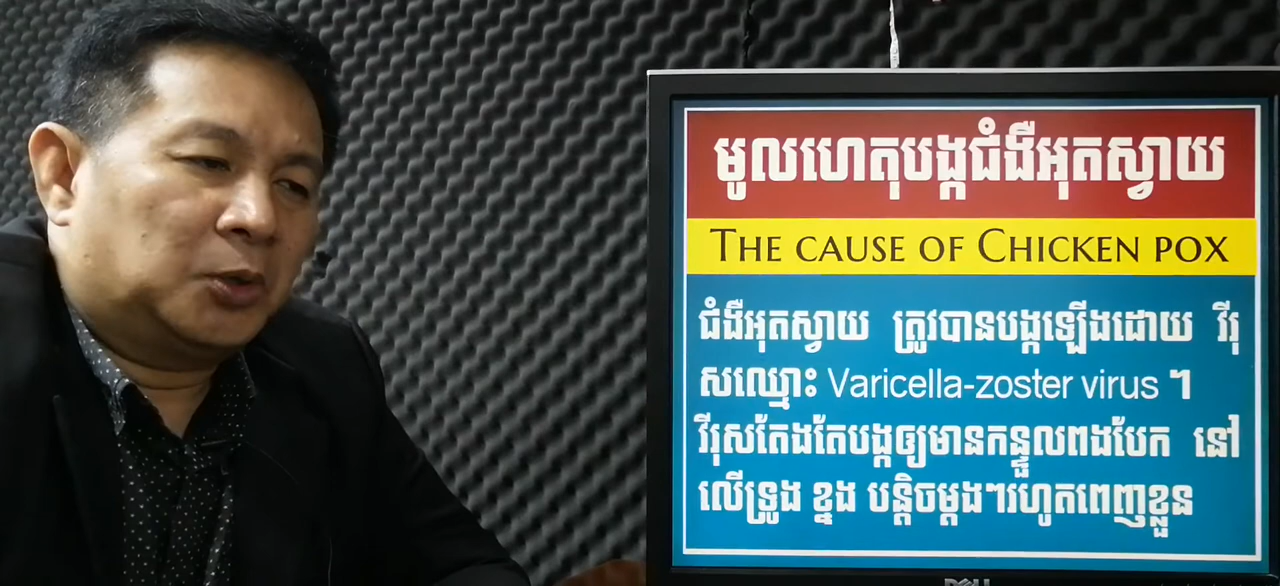 មូលហេតុបង្កជំងឺអុតស្វាយ
THE CAUSE OF CHICKEN POX
ជំងឺអុតស្វាយ ត្រូវបានបង្កឡើងដោយ វីរុ
សឈ្មោះ Varicella-zoster virus ។
វីរុសតែងតែបង្កឲ្យមានកន្ទួលពងបែក នៅ
លើទ្រូង ខ្នង បន្តិចម្ដងៗរហូតពេញខ្លួន